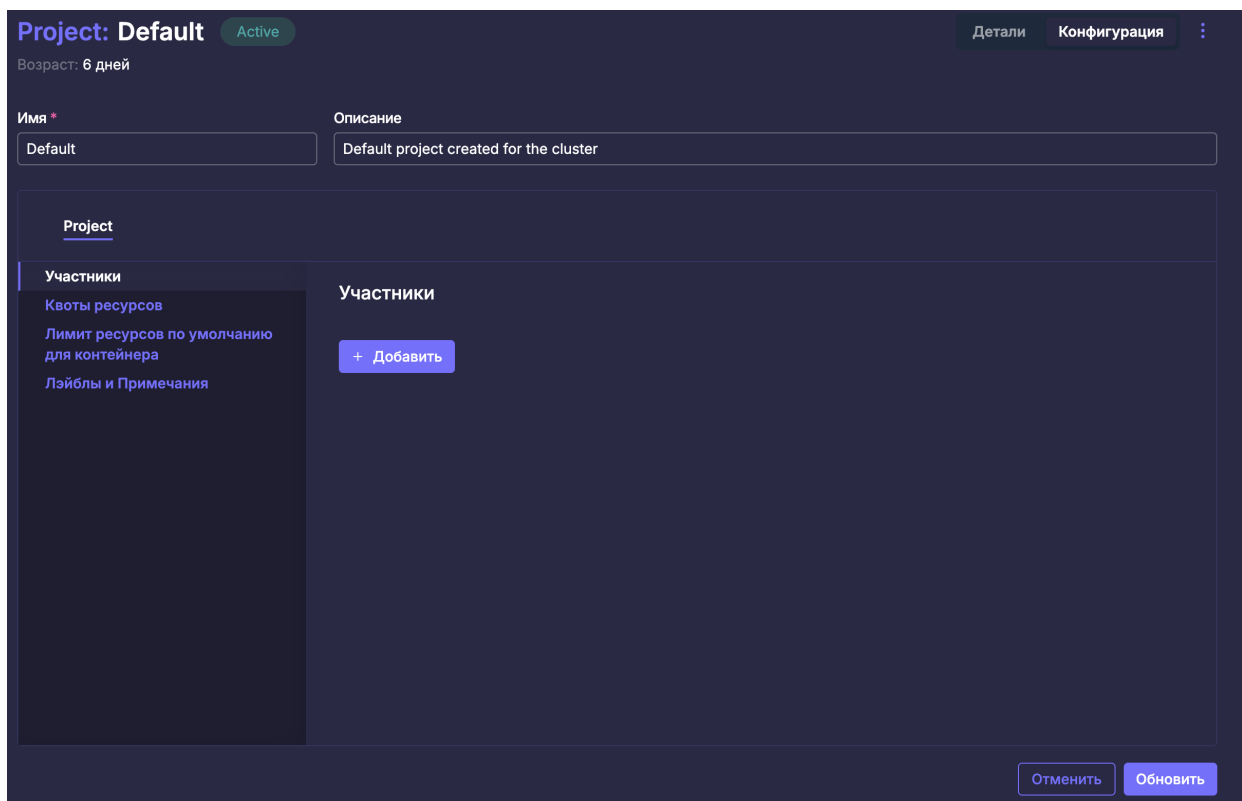 Project: Default Active
Детали Конфигурация
Возраст: 6 дней
Имя *
Описание
Default
Default project created for the cluster
Project
Участники
Квоты ресурсов
Лимит ресурсов по умолчанию
для контейнера
Лэйблы и Примечания
Участники
+ Добавить
Отменить
Обновить